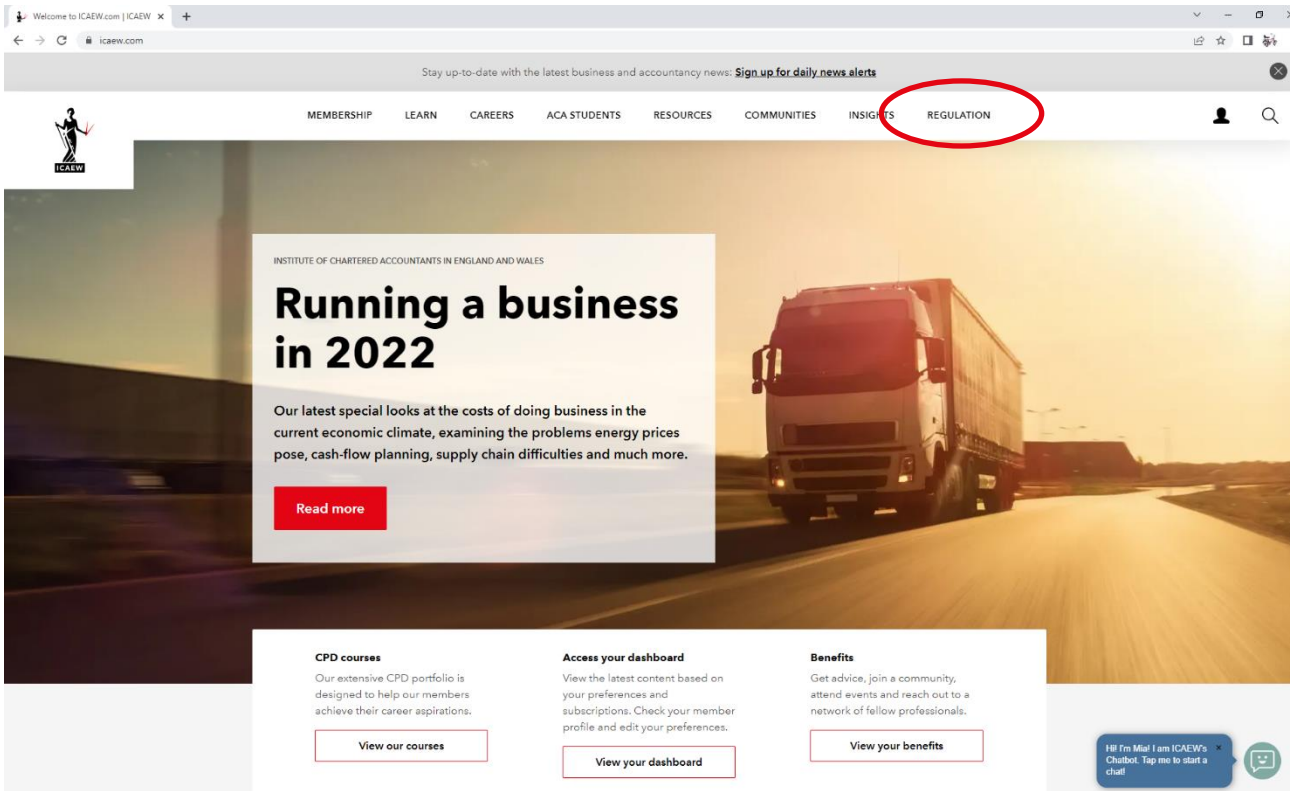 Welcome to ICAEW.com | ICAEW
icaew.com
Stay up-to-date with the latest business and accountancy news: Sign up for daily news alerts
ICAEW
MEMBERSHIP LEARN CAREERS ACA STUDENTS RESOURCES COMMUNITIES INSIGHTS REGULATION
INSTITUTE OF CHARTERED ACCOUNTANTS IN ENGLAND AND WALES
Running a business
in 2022
Our latest special looks at the costs of doing business in the
current economic climate, examining the problems energy prices
pose, cash-flow planning, supply chain difficulties and much more.
Read more
CPD courses
Our extensive CPD portfolio is
designed to help our members
achieve their career aspirations.
View our courses
Access your dashboard
View the latest content based on
your preferences and
subscriptions. Check your member
profile and edit your preferences.
View your dashboard
Benefits
Get advice, join a community,
attend events and reach out to a
network of fellow professionals.
View your benefits
Hi! I'm Mia! I am ICAEW's
Chatbot. Tap me to start a
chat!